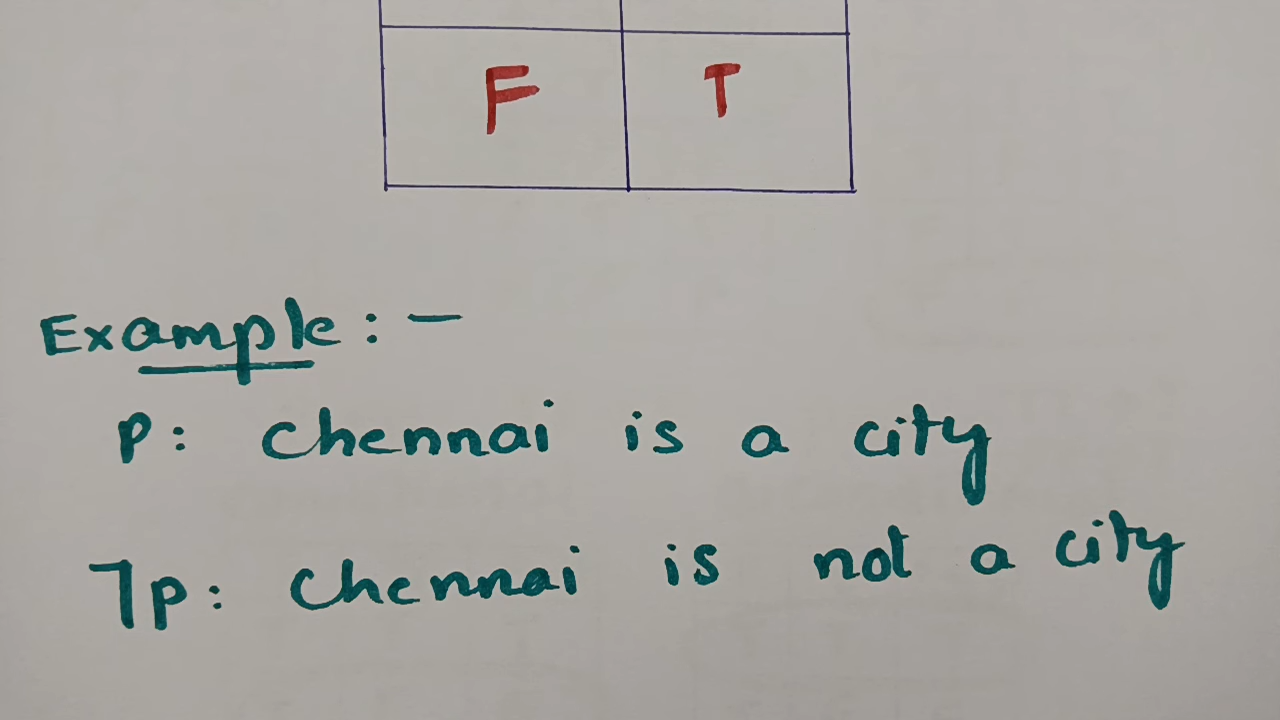 F T
Example : -
p: Chennai is a city
⅂p: Chennai is not a city